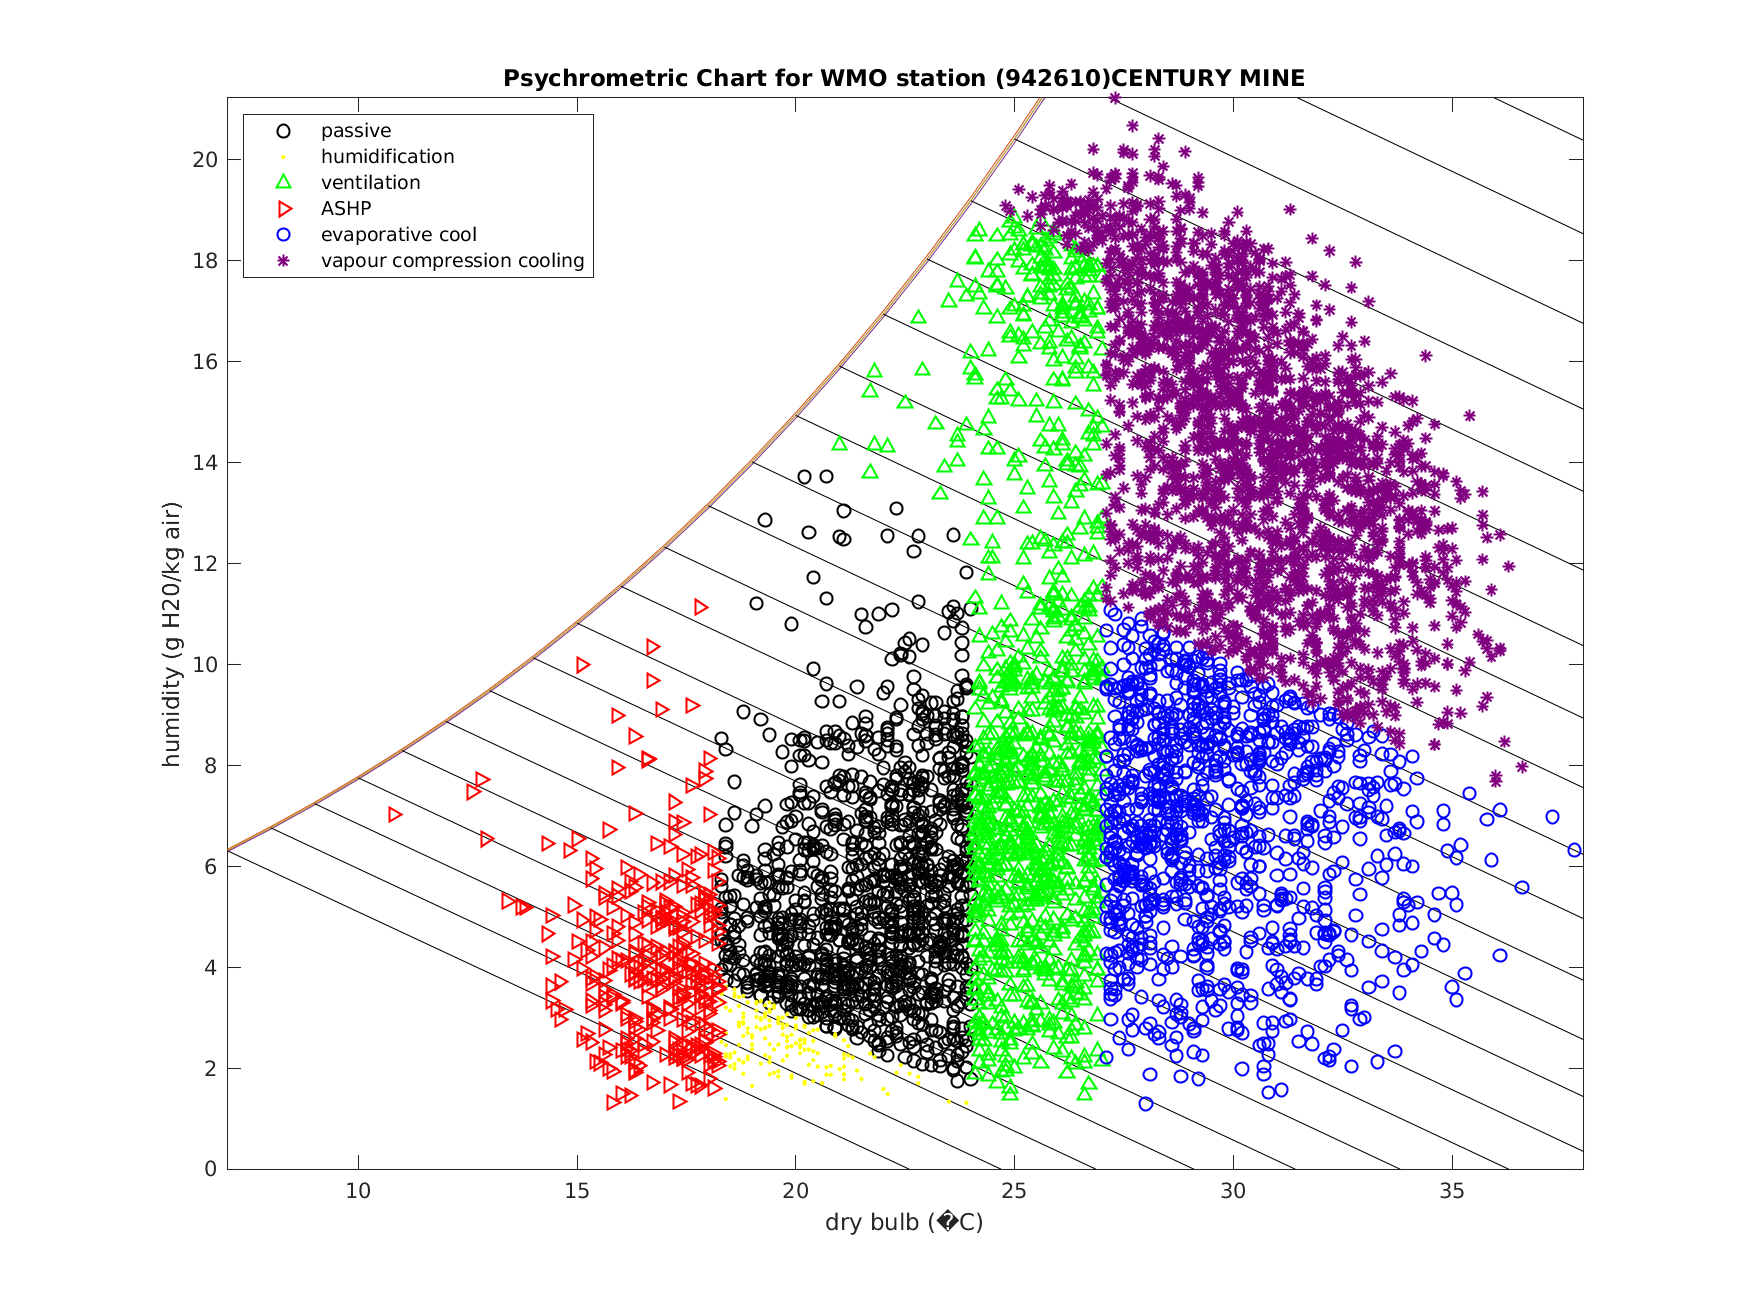 Psychrometric Chart for WMO station (942610)CENTURY MINE
passive
humidification
ventilation
ASHP
evaporative cool
vapour compression cooling
humidity (g H20/kg air)
20
18
16
14
12
10
8
6
4
2
0
10 15 20 25 30 35
dry bulb (�C)